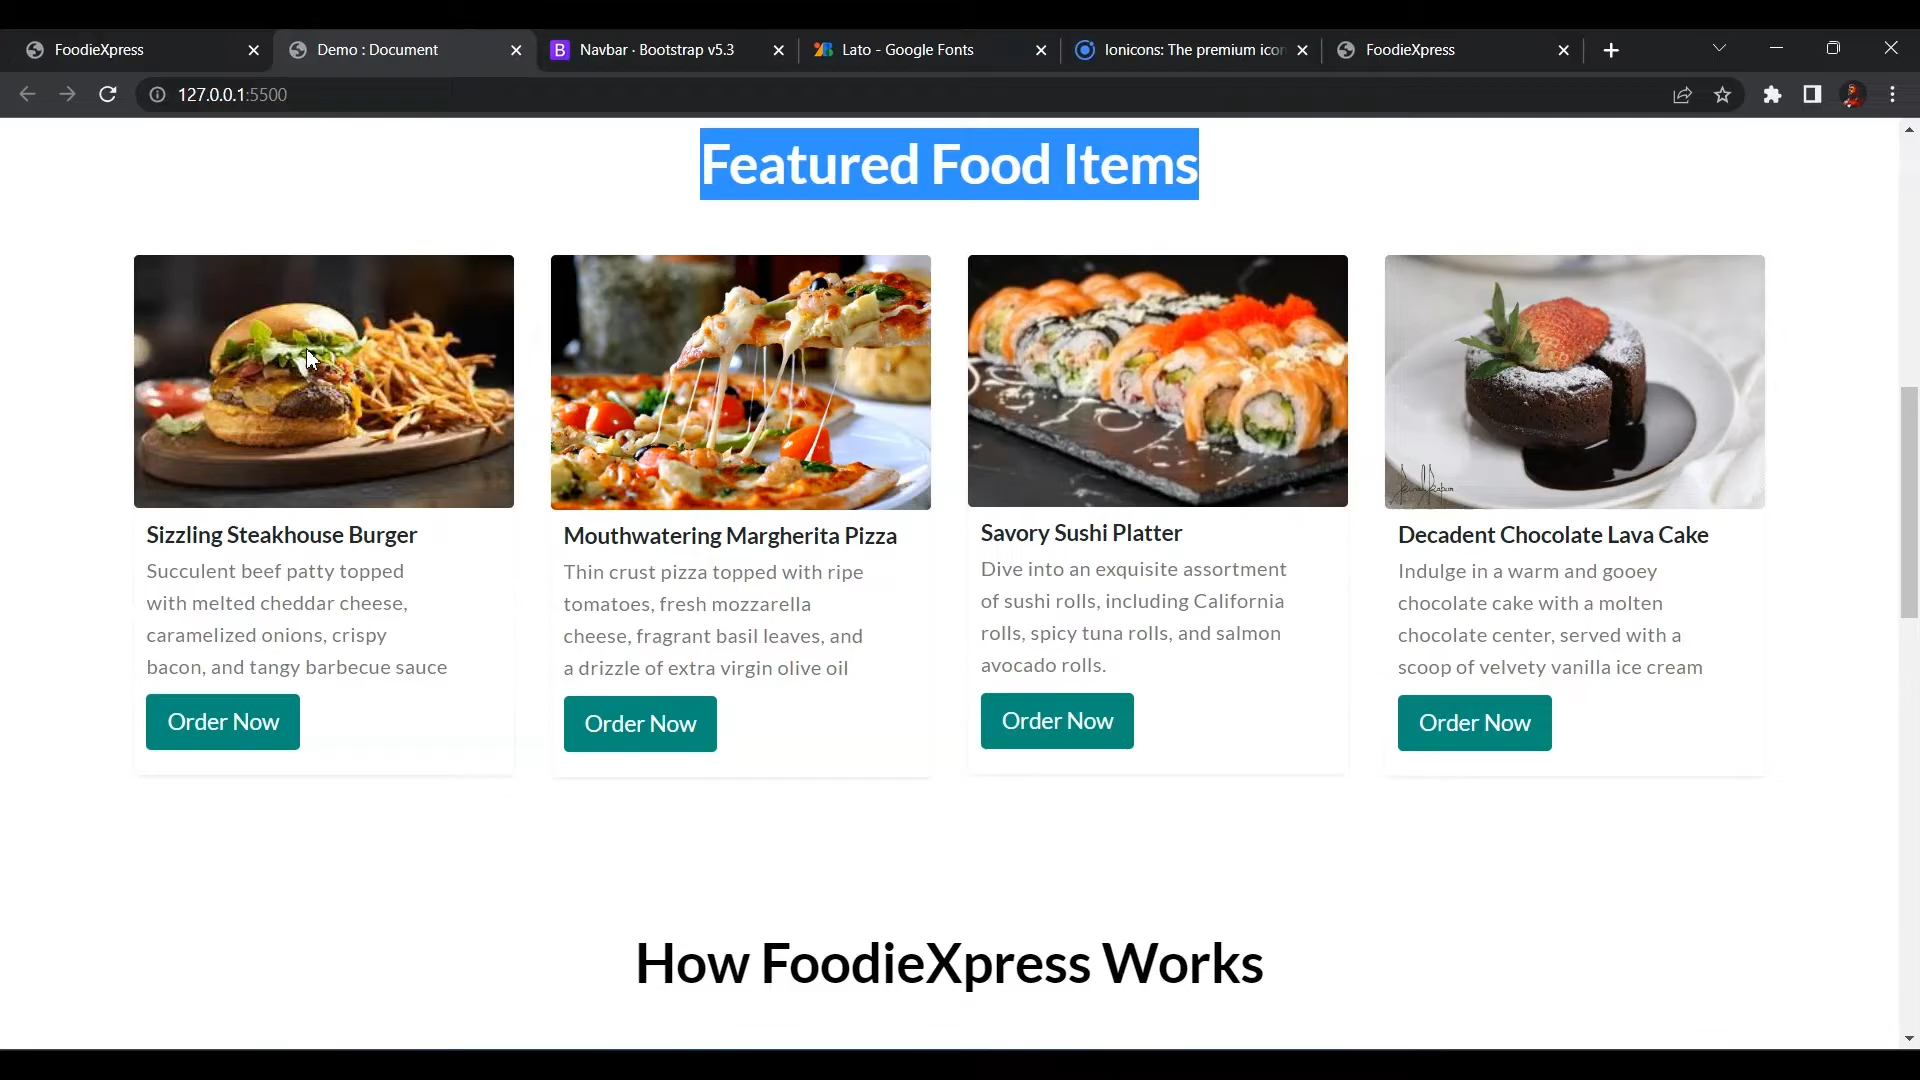 FoodieXpress
Demo : Document
Navbar · Bootstrap v5.3
Lato - Google Fonts
Ionicons: The premium icon
FoodieXpress
127.0.0.1:5500
Featured Food Items
Sizzling Steakhouse Burger
Succulent beef patty topped
with melted cheddar cheese,
caramelized onions, crispy
bacon, and tangy barbecue sauce
Order Now
Mouthwatering Margherita Pizza
Thin crust pizza topped with ripe
tomatoes, fresh mozzarella
cheese, fragrant basil leaves, and
a drizzle of extra virgin olive oil
Order Now
Savory Sushi Platter
Dive into an exquisite assortment
of sushi rolls, including California
rolls, spicy tuna rolls, and salmon
avocado rolls.
Order Now
Decadent Chocolate Lava Cake
Indulge in a warm and gooey
chocolate cake with a molten
chocolate center, served with a
scoop of velvety vanilla ice cream
Order Now
How FoodieXpress Works